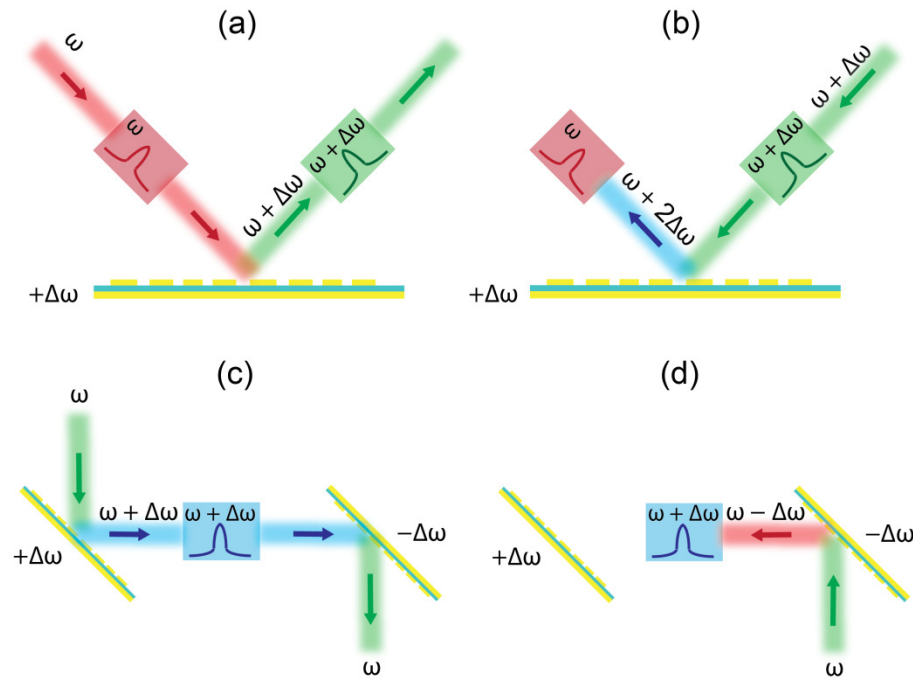 (a)
ω
ω
ω + Δω
ω + Δω
+Δω
(b)
ω + Δω
ω
ω + Δω
ω + 2Δω
+Δω
(c)
ω
ω + Δω
ω + Δω
+Δω
−Δω
ω
(d)
ω + Δω
ω − Δω
+Δω
−Δω
ω